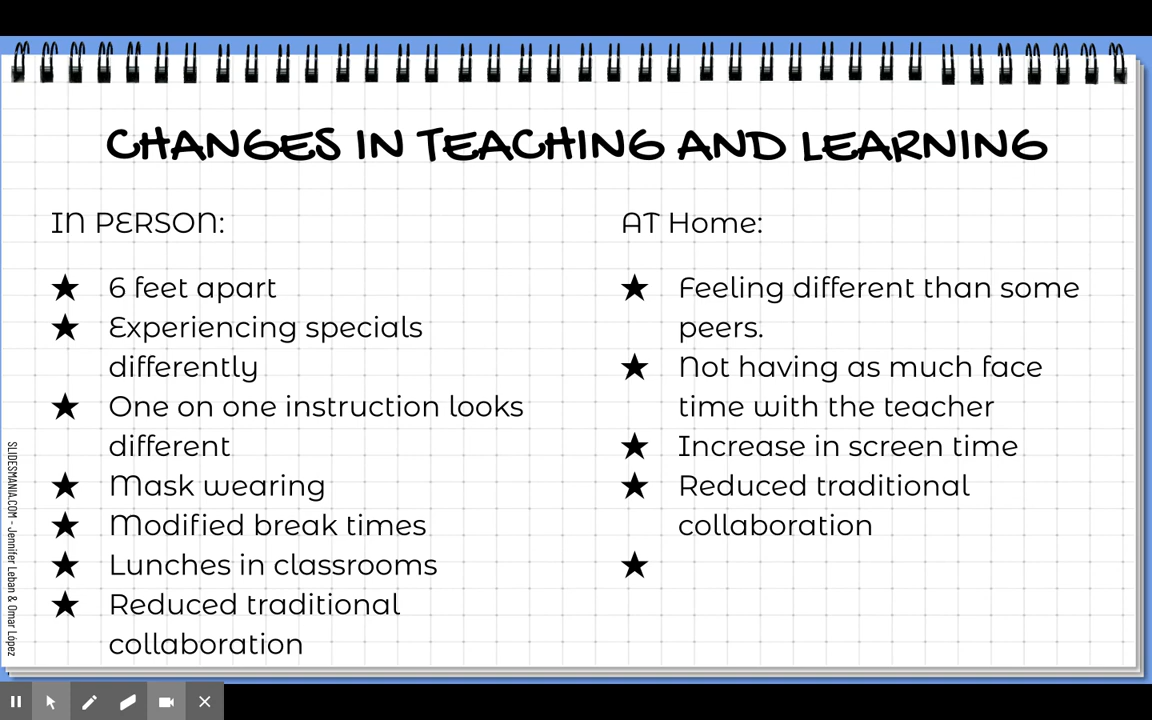 CHANGES IN TEACHING AND LEARNING
IN PERSON:
★ 6 feet apart
★ Experiencing specials
differently
★ One on one instruction looks
different
★ Mask wearing
★ Modified break times
★ Lunches in classrooms
★ Reduced traditional
collaboration
AT Home:
★ Feeling different than some
peers.
★ Not having as much face
time with the teacher
★ Increase in screen time
★ Reduced traditional
collaboration
★
SLIDESMANIA.COM - Jennifer Leban & Omar López